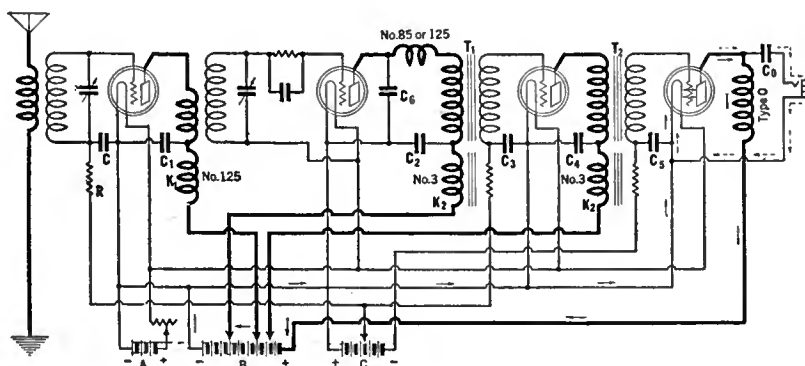 No.85 or 125
T₁
T₂
C₀
C₆
Type O
C
C₁
C₂
C₃
C₄
C₅
K₁
No.125
No.3
K₂
No.3
K₂
R
- A +
- B +
+ C -